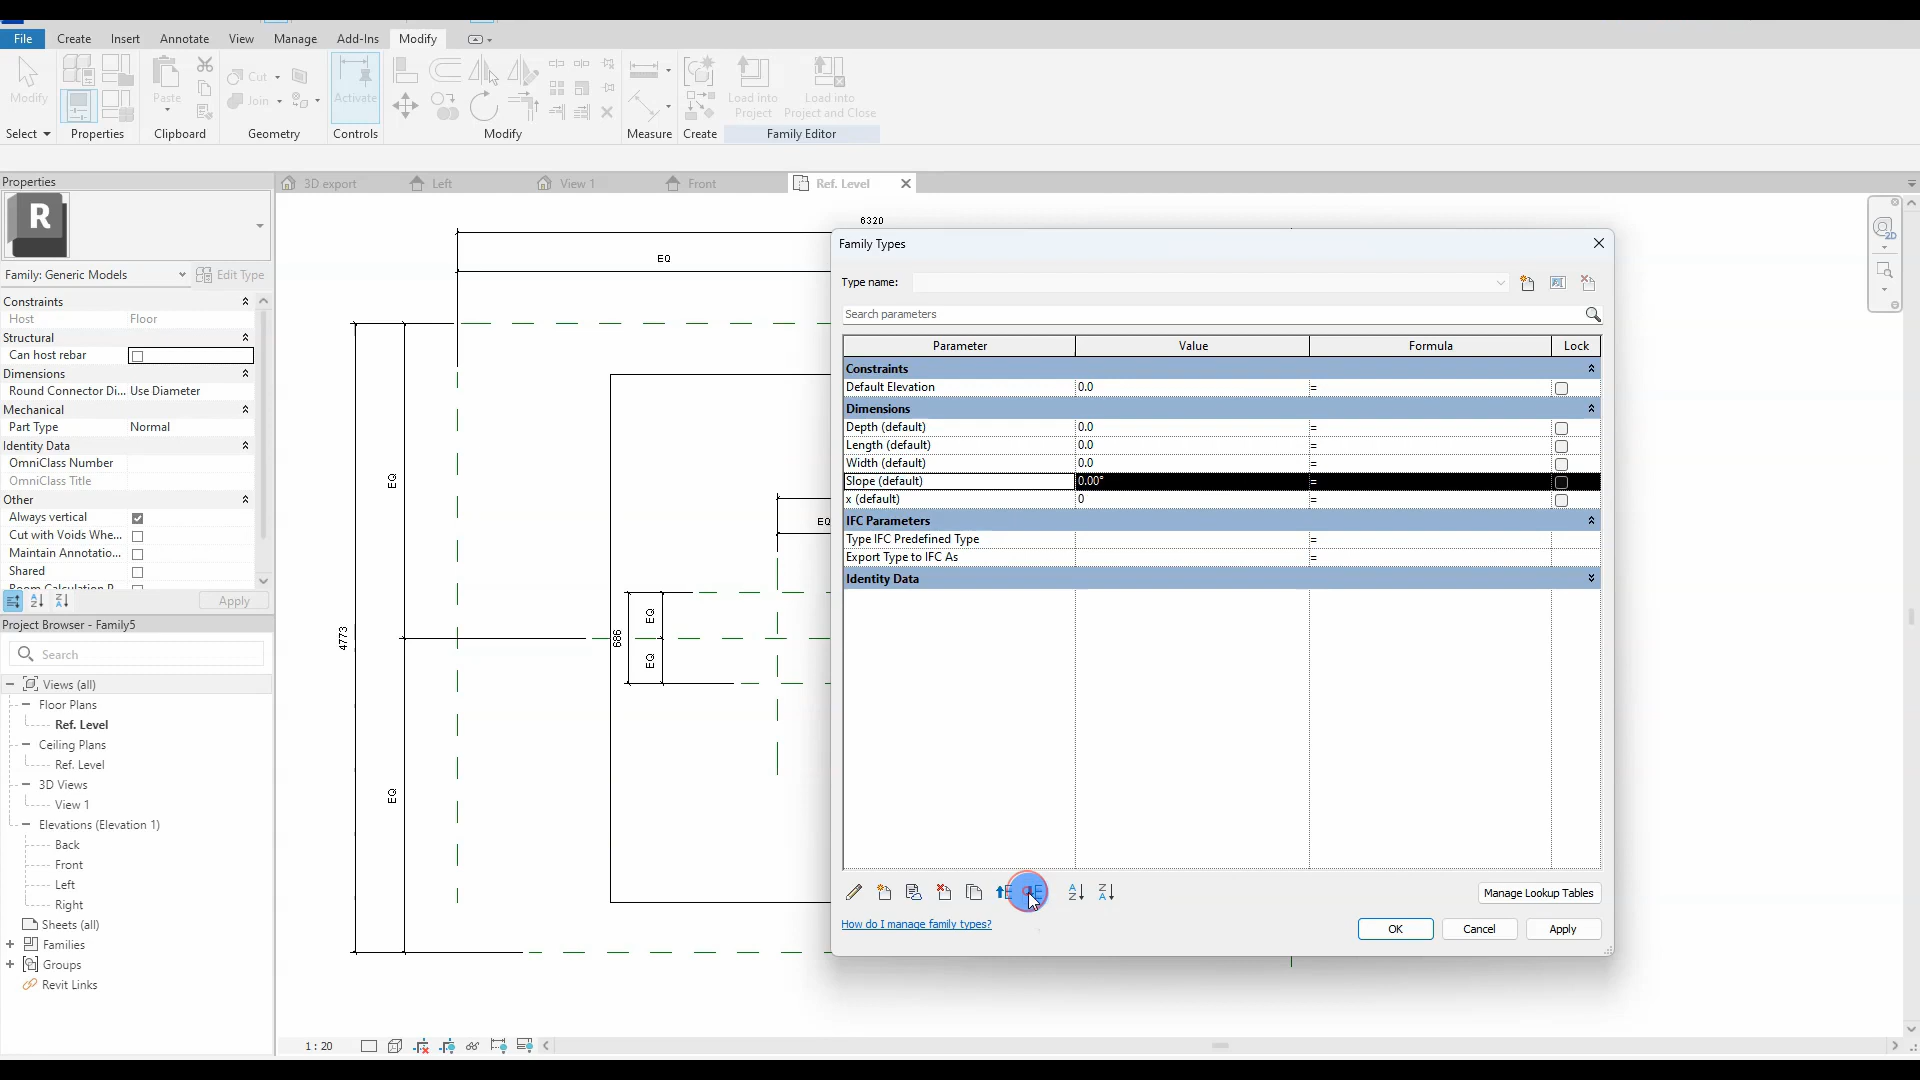 File Create Insert Annotate View Manage Add-Ins Modify
Modify Paste Cut Join Activate Load into Project Load into Project and Close
Select Properties Clipboard Geometry Controls Modify Measure Create Family Editor
Properties
3D export Left View 1 Front Ref. Level
R
Family: Generic Models Edit Type
Constraints
Host Floor
Structural
Can host rebar
Dimensions
Round Connector Di... Use Diameter
Mechanical
Part Type Normal
Identity Data
OmniClass Number
OmniClass Title
Other
Always vertical
Cut with Voids Whe...
Maintain Annotatio...
Shared
Room Calculation P
Apply
Project Browser - Family5
Search
Views (all)
Floor Plans
Ref. Level
Ceiling Plans
Ref. Level
3D Views
View 1
Elevations (Elevation 1)
Back
Front
Left
Right
Sheets (all)
Families
Groups
Revit Links
6320
EQ
EQ
4773
EQ
EQ
686
EQ
EQ
Family Types
Type name:
Search parameters
Parameter Value Formula Lock
Constraints
Default Elevation 0.0 =
Dimensions
Depth (default) 0.0 =
Length (default) 0.0 =
Width (default) 0.0 =
Slope (default) 0.00° =
x (default) 0 =
IFC Parameters
Type IFC Predefined Type =
Export Type to IFC As =
Identity Data
Manage Lookup Tables
How do I manage family types?
OK Cancel Apply
1 : 20
2D